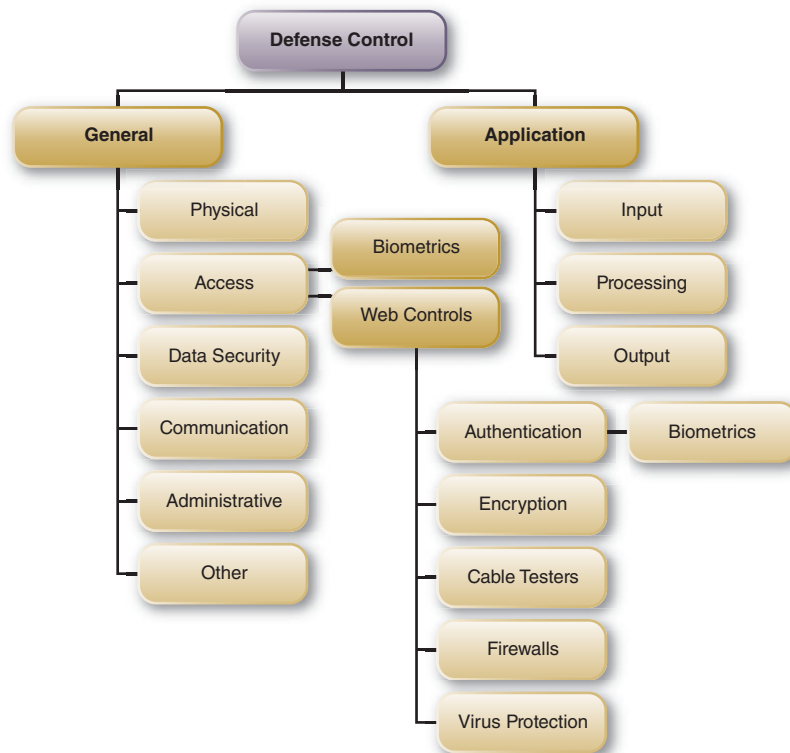 Defense Control
General
Application
Physical
Input
Biometrics
Access
Processing
Web Controls
Data Security
Output
Communication
Authentication
Biometrics
Administrative
Encryption
Other
Cable Testers
Firewalls
Virus Protection